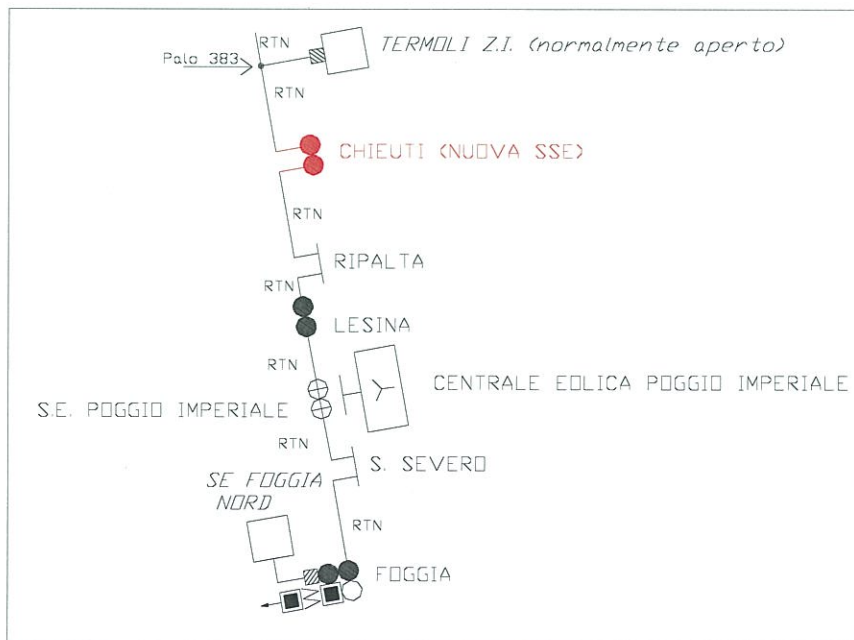 RTN
TERMOLI Z.I. (normalmente aperto)
Palo 383
RTN
CHIEUTI (NUOVA SSE)
RTN
RIPALTA
RTN
LESINA
RTN
CENTRALE EOLICA POGGIO IMPERIALE
S.E. POGGIO IMPERIALE
RTN
S. SEVERO
SE FOGGIA
NORD
RTN
FOGGIA